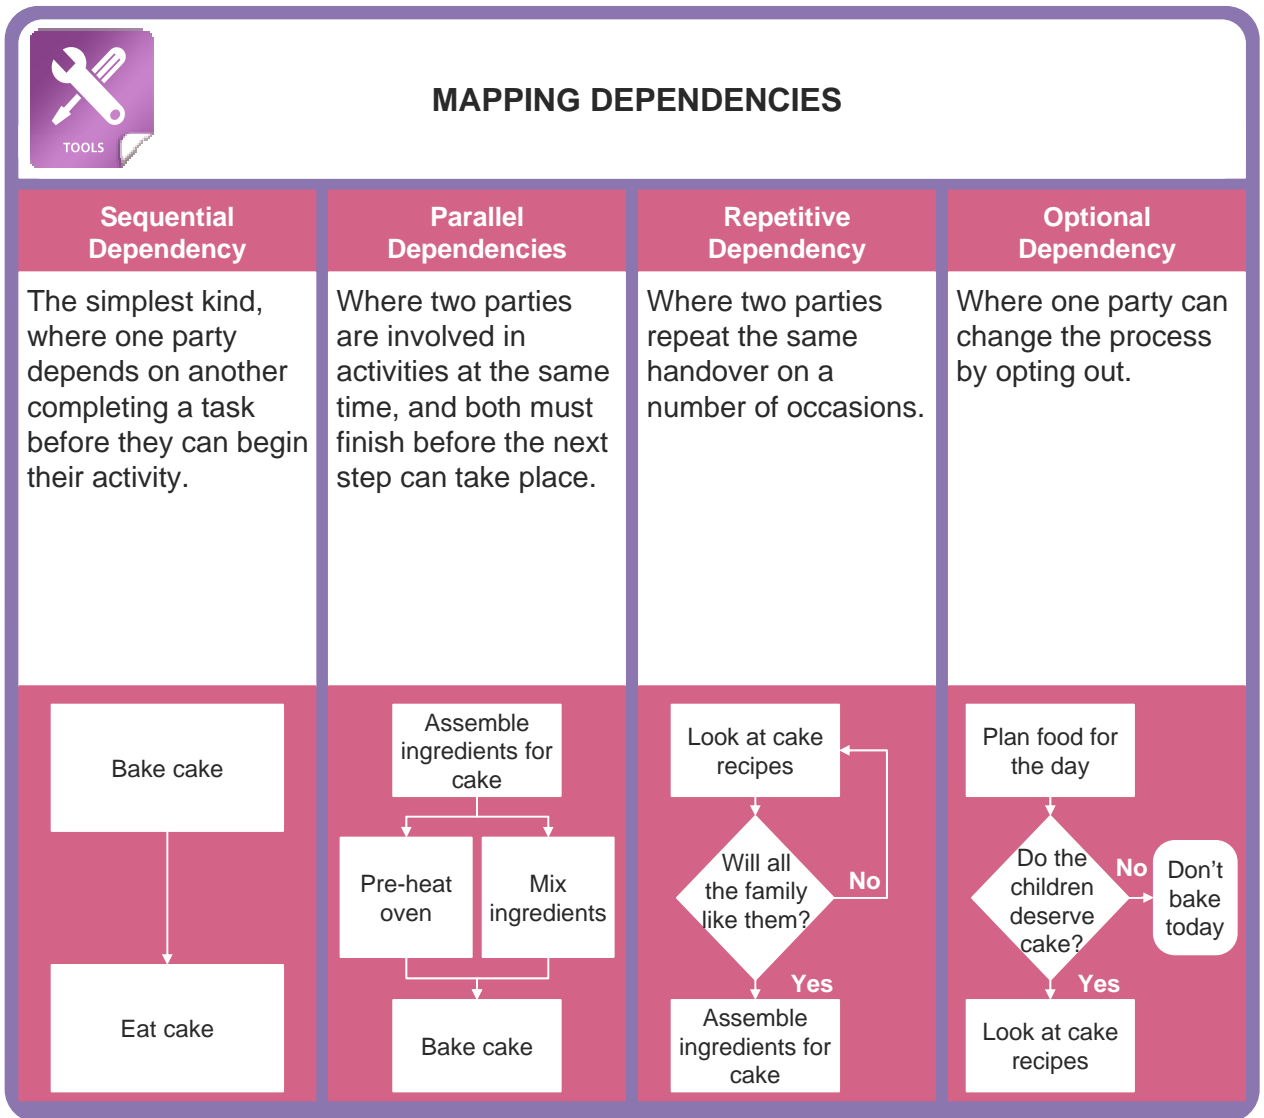 TOOLS
MAPPING DEPENDENCIES
Sequential
Dependency
The simplest kind,
where one party
depends on another
completing a task
before they can begin
their activity.
Bake cake
Eat cake
Parallel
Dependencies
Where two parties
are involved in
activities at the same
time, and both must
finish before the next
step can take place.
Assemble
ingredients for
cake
Pre-heat
oven
Mix
ingredients
Bake cake
Repetitive
Dependency
Where two parties
repeat the same
handover on a
number of occasions.
Look at cake
recipes
Will all
the family
like them?
No
Yes
Assemble
ingredients for
cake
Optional
Dependency
Where one party can
change the process
by opting out.
Plan food for
the day
Do the
children
deserve
cake?
No
Don't
bake
today
Yes
Look at cake
recipes